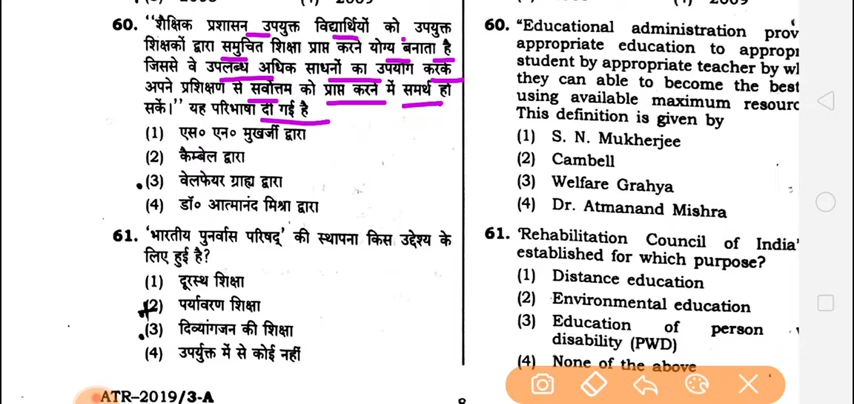 60. “शैक्षिक प्रशासन उपयुक्त विद्यार्थियों को उपयुक्त
शिक्षकों द्वारा समुचित शिक्षा प्राप्त करने योग्य बनाता है
जिससे वे उपलब्ध अधिक साधनों का उपयोग करके
अपने प्रशिक्षण से सर्वोत्तम को प्राप्त करने में समर्थ हो
सकें।” यह परिभाषा दी गई है
(1) एस० एन० मुखर्जी द्वारा
(2) कैम्बेल द्वारा
(3) वेलफेयर ग्राह्य द्वारा
(4) डॉ० आत्मानंद मिश्रा द्वारा
61. ‘भारतीय पुनर्वास परिषद्’ की स्थापना किस उद्देश्य के
लिए हुई है?
(1) दूरस्थ शिक्षा
(2) पर्यावरण शिक्षा
(3) दिव्यांगजन की शिक्षा
(4) उपर्युक्त में से कोई नहीं
ATR–2019/3-A
60. “Educational administration prov
appropriate education to appropr
student by appropriate teacher by wl
they can able to become the best
using available maximum resourc
This definition is given by
(1) S. N. Mukherjee
(2) Cambell
(3) Welfare Grahya
(4) Dr. Atmanand Mishra
61. ‘Rehabilitation Council of India’
established for which purpose?
(1) Distance education
(2) Environmental education
(3) Education of person
disability (PWD)
(4) None of the above